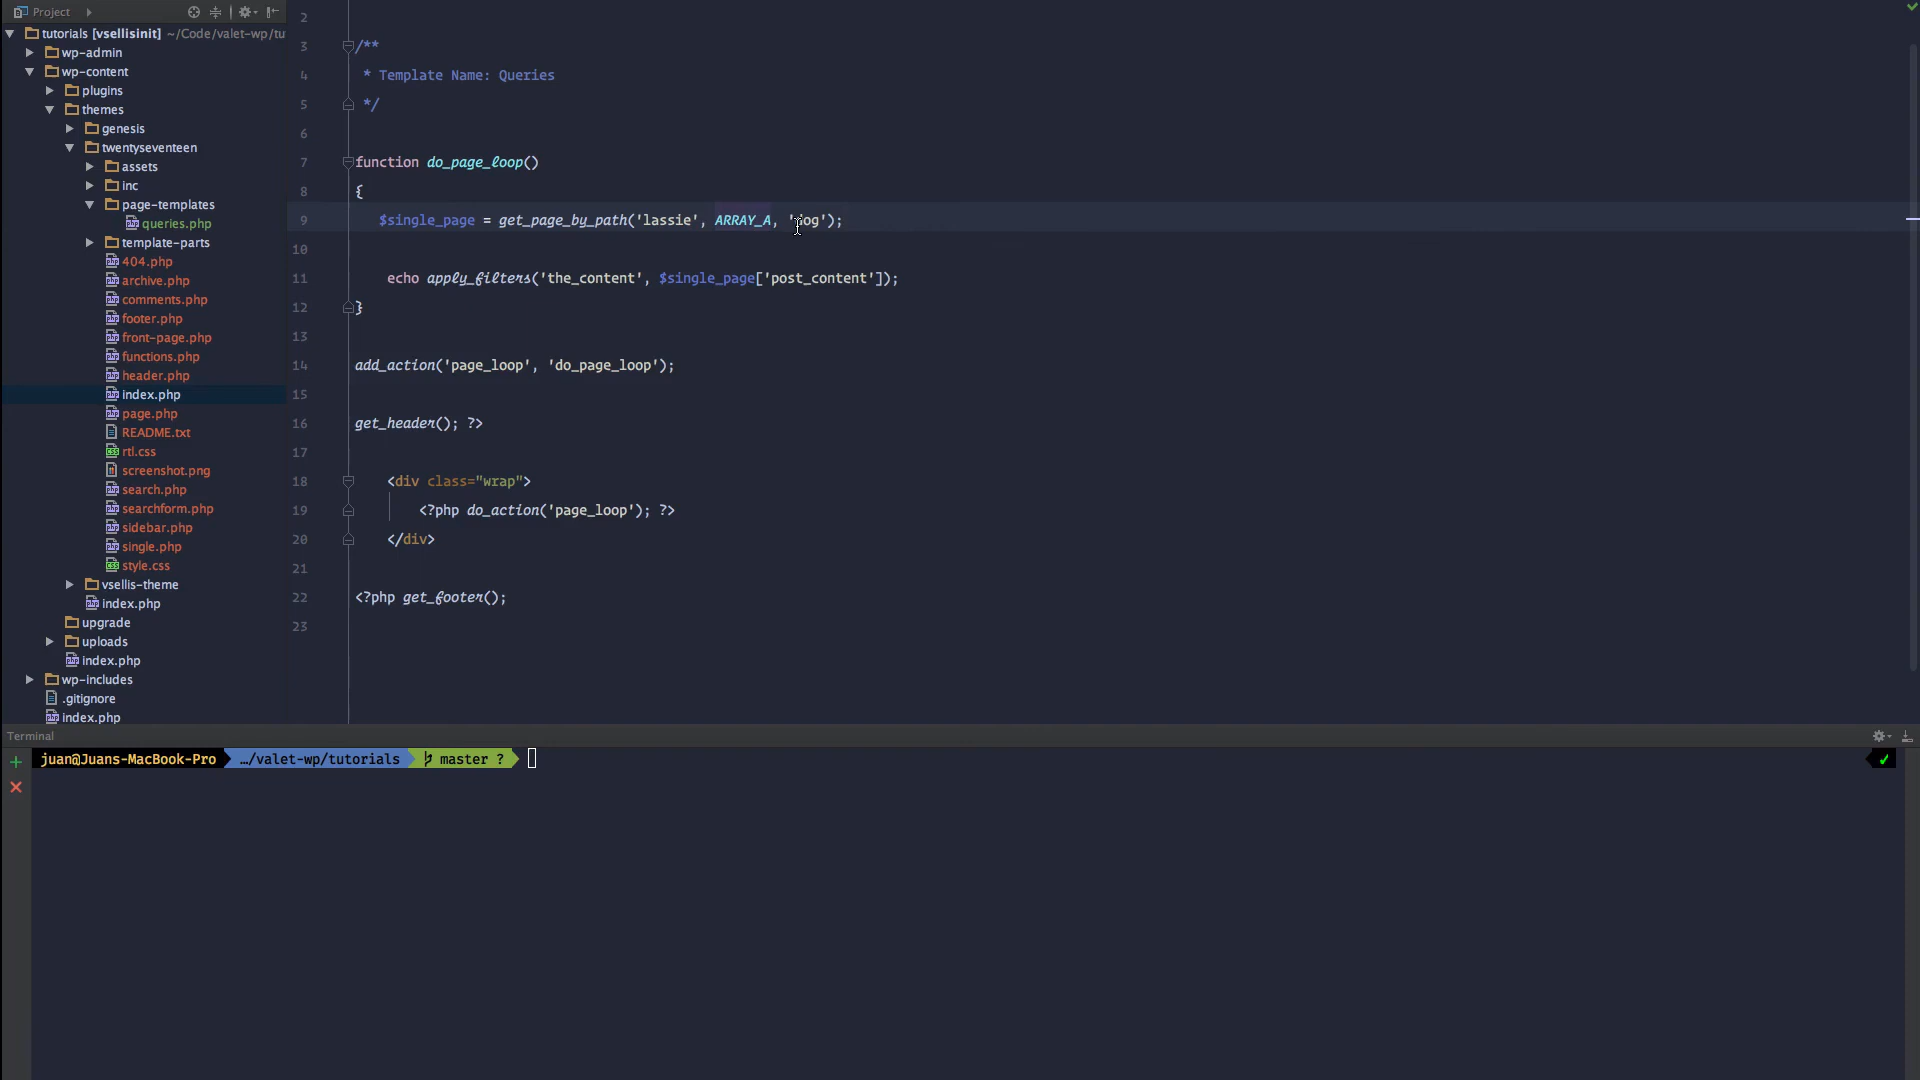 Project
tutorials [vsellisinit] ~/Code/valet-wp/tu
wp-admin
wp-content
plugins
themes
genesis
twentyseventeen
assets
inc
page-templates
queries.php
template-parts
404.php
archive.php
comments.php
footer.php
front-page.php
functions.php
header.php
index.php
page.php
README.txt
rtl.css
screenshot.png
search.php
searchform.php
sidebar.php
single.php
style.css
vsellis-theme
index.php
upgrade
uploads
index.php
wp-includes
.gitignore
index.php
2
3 /**
4 * Template Name: Queries
5 */
6
7 function do_page_loop()
8 {
9 $single_page = get_page_by_path('lassie', ARRAY_A, 'dog');
10
11 echo apply_filters('the_content', $single_page['post_content']);
12 }
13
14 add_action('page_loop', 'do_page_loop');
15
16 get_header(); ?>
17
18 <div class="wrap">
19 <?php do_action('page_loop'); ?>
20 </div>
21
22 <?php get_footer();
23
Terminal
juan@Juans-MacBook-Pro …/valet-wp/tutorials master ?